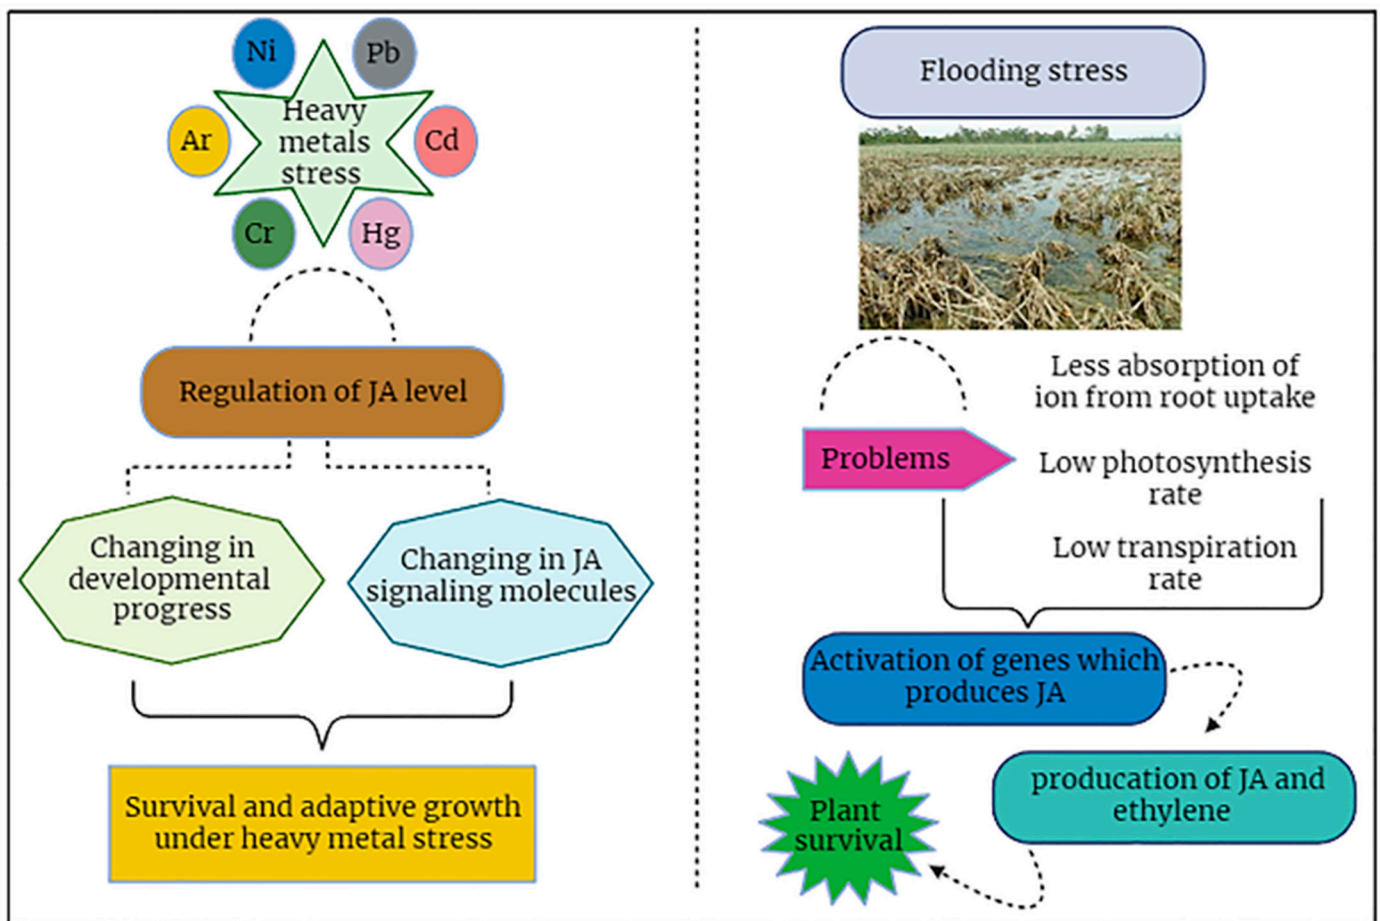 Ni
Pb
Ar
Cd
Cr
Hg
Heavy
metals
stress
Regulation of JA level
Changing in
developmental
progress
Changing in JA
signaling molecules
Survival and adaptive growth
under heavy metal stress
Flooding stress
Problems
Less absorption of
ion from root uptake
Low photosynthesis
rate
Low transpiration
rate
Activation of genes which
produces JA
producation of JA and
ethylene
Plant
survival